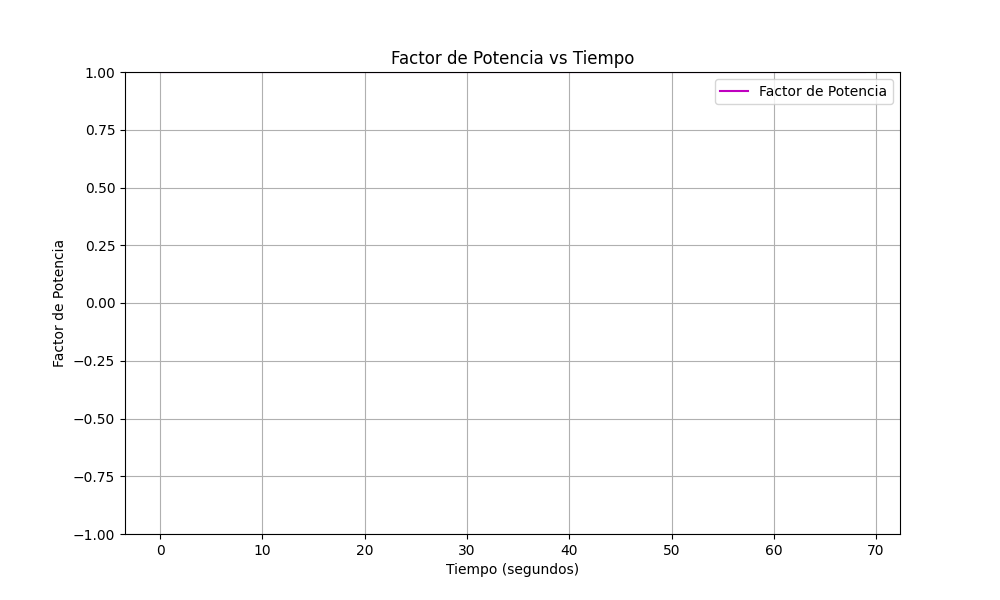 Factor de Potencia vs Tiempo
Factor de Potencia
1.00
0.75
0.50
0.25
0.00
−0.25
−0.50
−0.75
−1.00
Factor de Potencia
0 10 20 30 40 50 60 70
Tiempo (segundos)